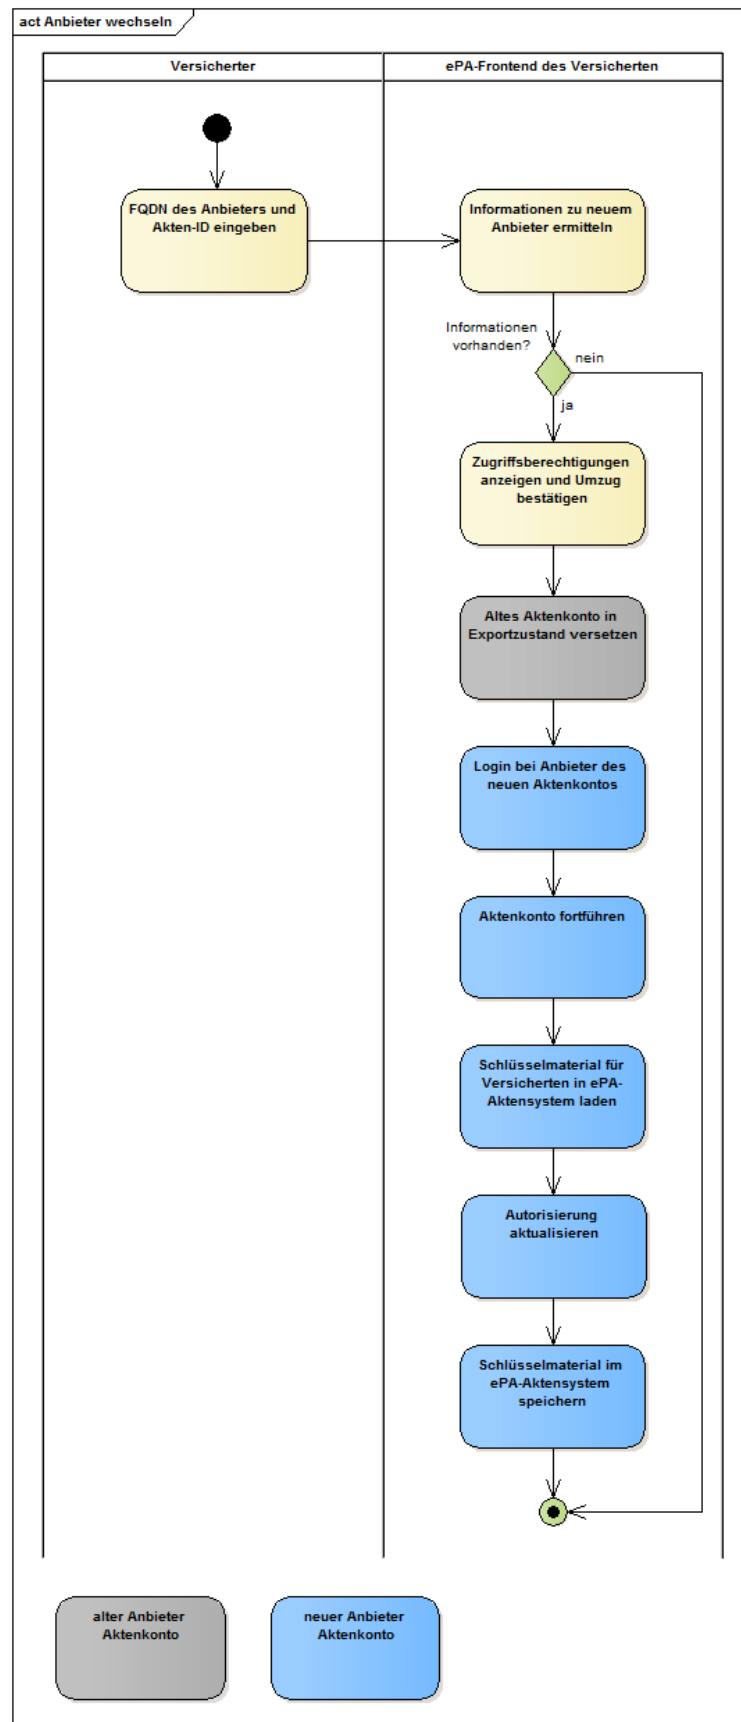 act Anbieter wechseln
Versicherter
ePA-Frontend des Versicherten
FQDN des Anbieters und
Akten-ID eingeben
Informationen zu neuem
Anbieter ermitteln
Informationen
vorhanden?
nein
ja
Zugriffsberechtigungen
anzeigen und Umzug
bestätigen
Altes Aktenkonto in
Exportzustand versetzen
Login bei Anbieter des
neuen Aktenkontos
Aktenkonto fortführen
Schlüsselmaterial für
Versicherten in ePA-
Aktensystem laden
Autorisierung
aktualisieren
Schlüsselmaterial im
ePA-Aktensystem
speichern
alter Anbieter
Aktenkonto
neuer Anbieter
Aktenkonto